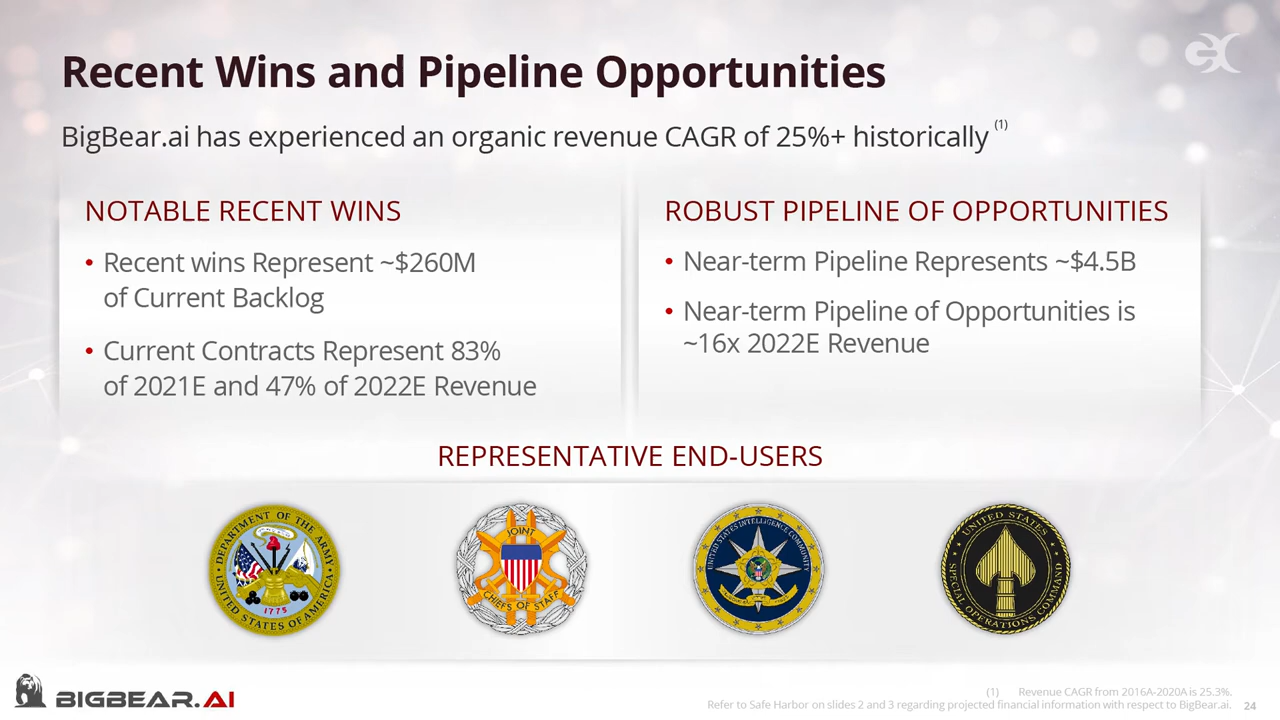 Recent Wins and Pipeline Opportunities
BigBear.ai has experienced an organic revenue CAGR of 25%+ historically (1)
NOTABLE RECENT WINS
• Recent wins Represent ~$260M
of Current Backlog
• Current Contracts Represent 83%
of 2021E and 47% of 2022E Revenue
ROBUST PIPELINE OF OPPORTUNITIES
• Near-term Pipeline Represents ~$4.5B
• Near-term Pipeline of Opportunities is
~16x 2022E Revenue
REPRESENTATIVE END-USERS
DEPARTMENT OF THE ARMY
UNITED STATES OF AMERICA
1775
JOINT
CHIEFS OF STAFF
UNITED STATES INTELLIGENCE COMMUNITY
UNITED STATES
SPECIAL OPERATIONS COMMAND
BIGBEAR.AI
(1) Revenue CAGR from 2016A-2020A is 25.3%.
Refer to Safe Harbor on slides 2 and 3 regarding projected financial information with respect to BigBear.ai.
24